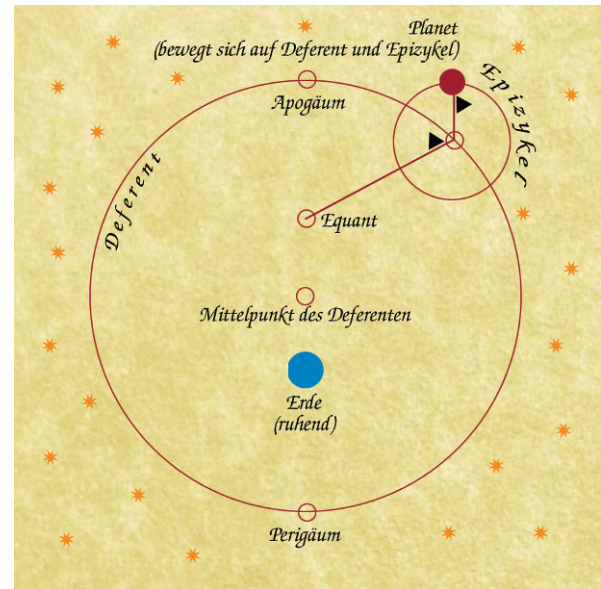 Planet
(bewegt sich auf Deferent und Epizykel)
Epizykel
Apogäum
Deferent
Equant
Mittelpunkt des Deferenten
Erde
(ruhend)
Perigäum